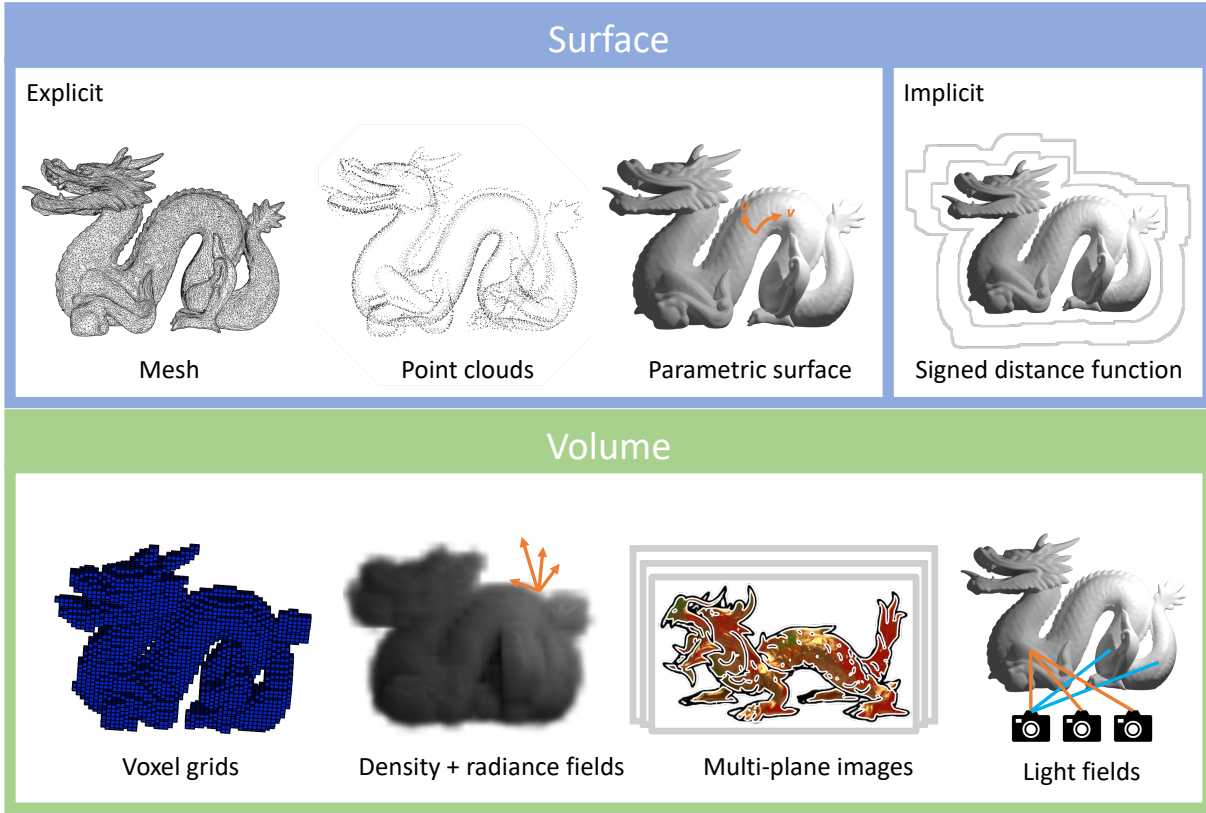 Surface
Explicit
Implicit
u
v
Mesh
Point clouds
Parametric surface
Signed distance function
Volume
Voxel grids
Density + radiance fields
Multi-plane images
Light fields